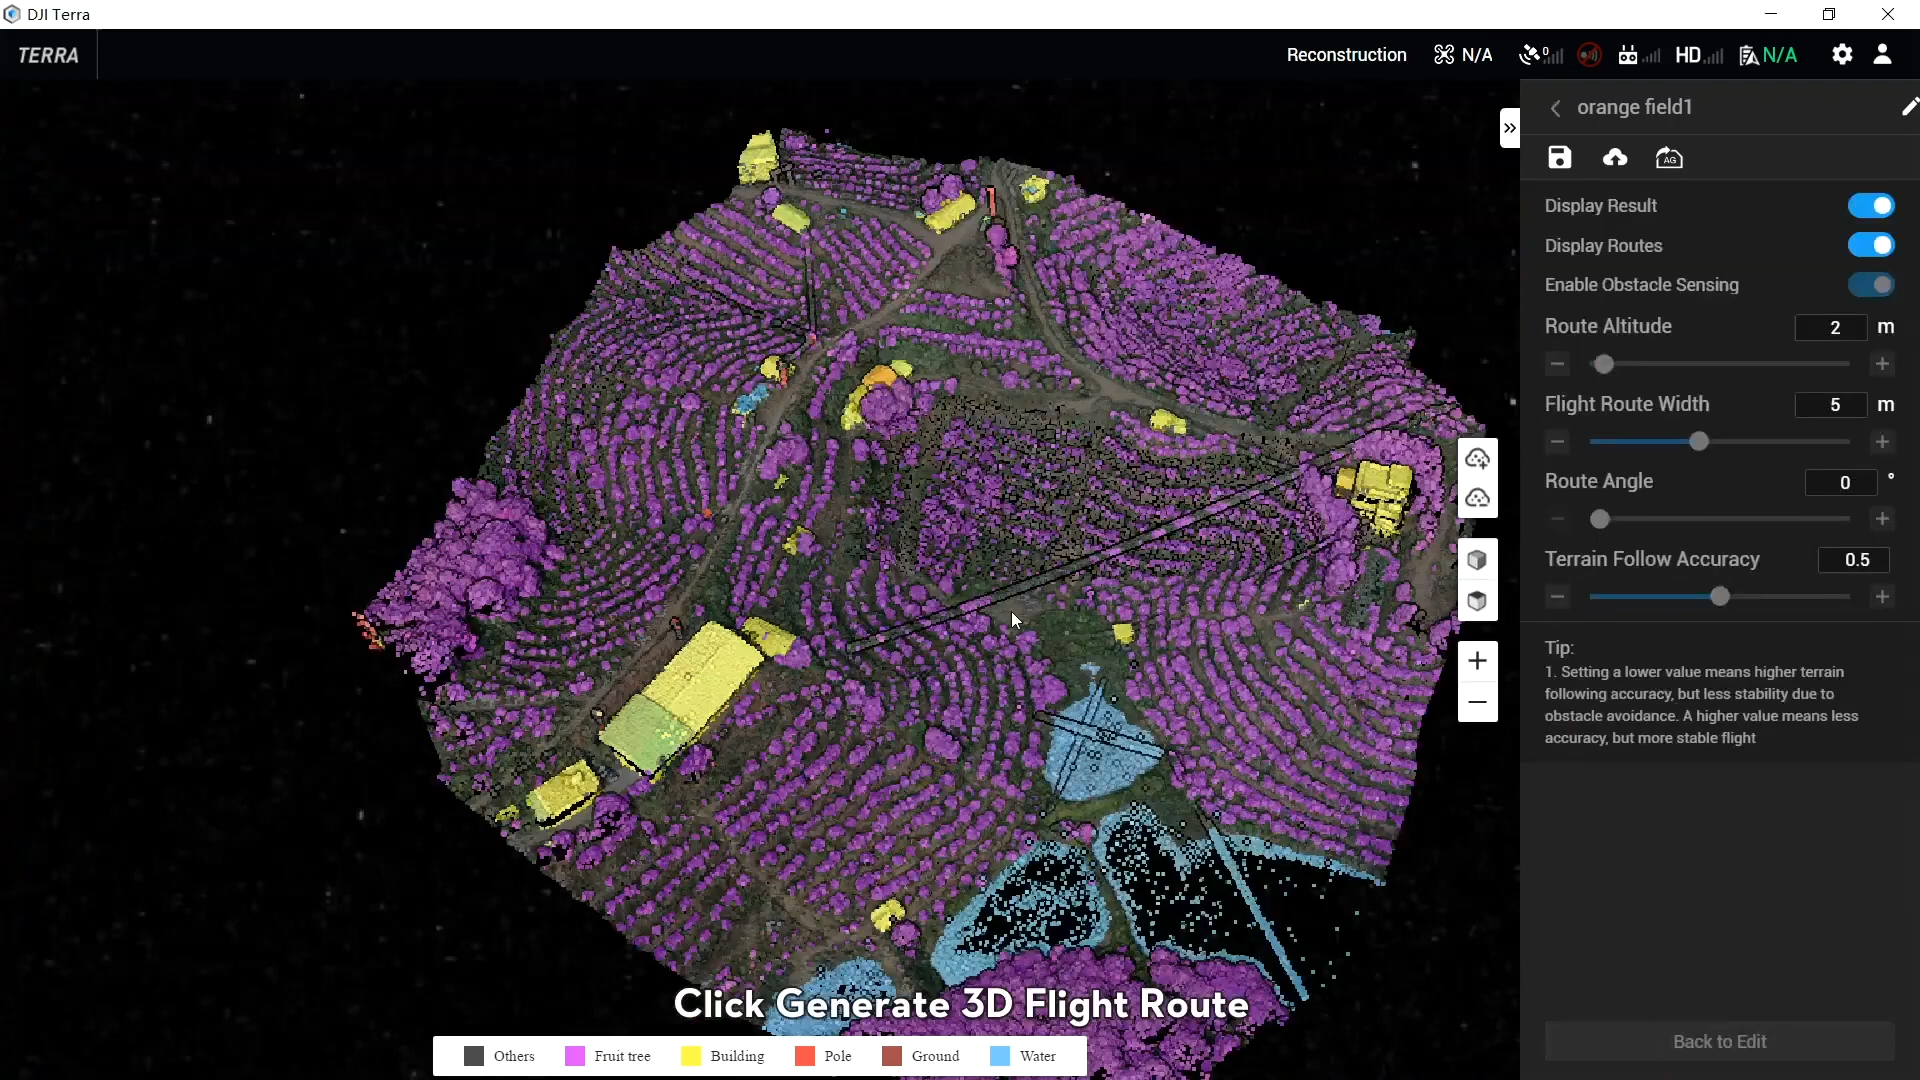 DJI Terra
TERRA
Reconstruction
N/A
0
HD
N/A
orange field1
AG
Display Result
Display Routes
Enable Obstacle Sensing
Route Altitude 2 m
Flight Route Width 5 m
Route Angle 0 °
Terrain Follow Accuracy 0.5
Tip:
1. Setting a lower value means higher terrain
following accuracy, but less stability due to
obstacle avoidance. A higher value means less
accuracy, but more stable flight
Click Generate 3D Flight Route
Others Fruit tree Building Pole Ground Water
Back to Edit